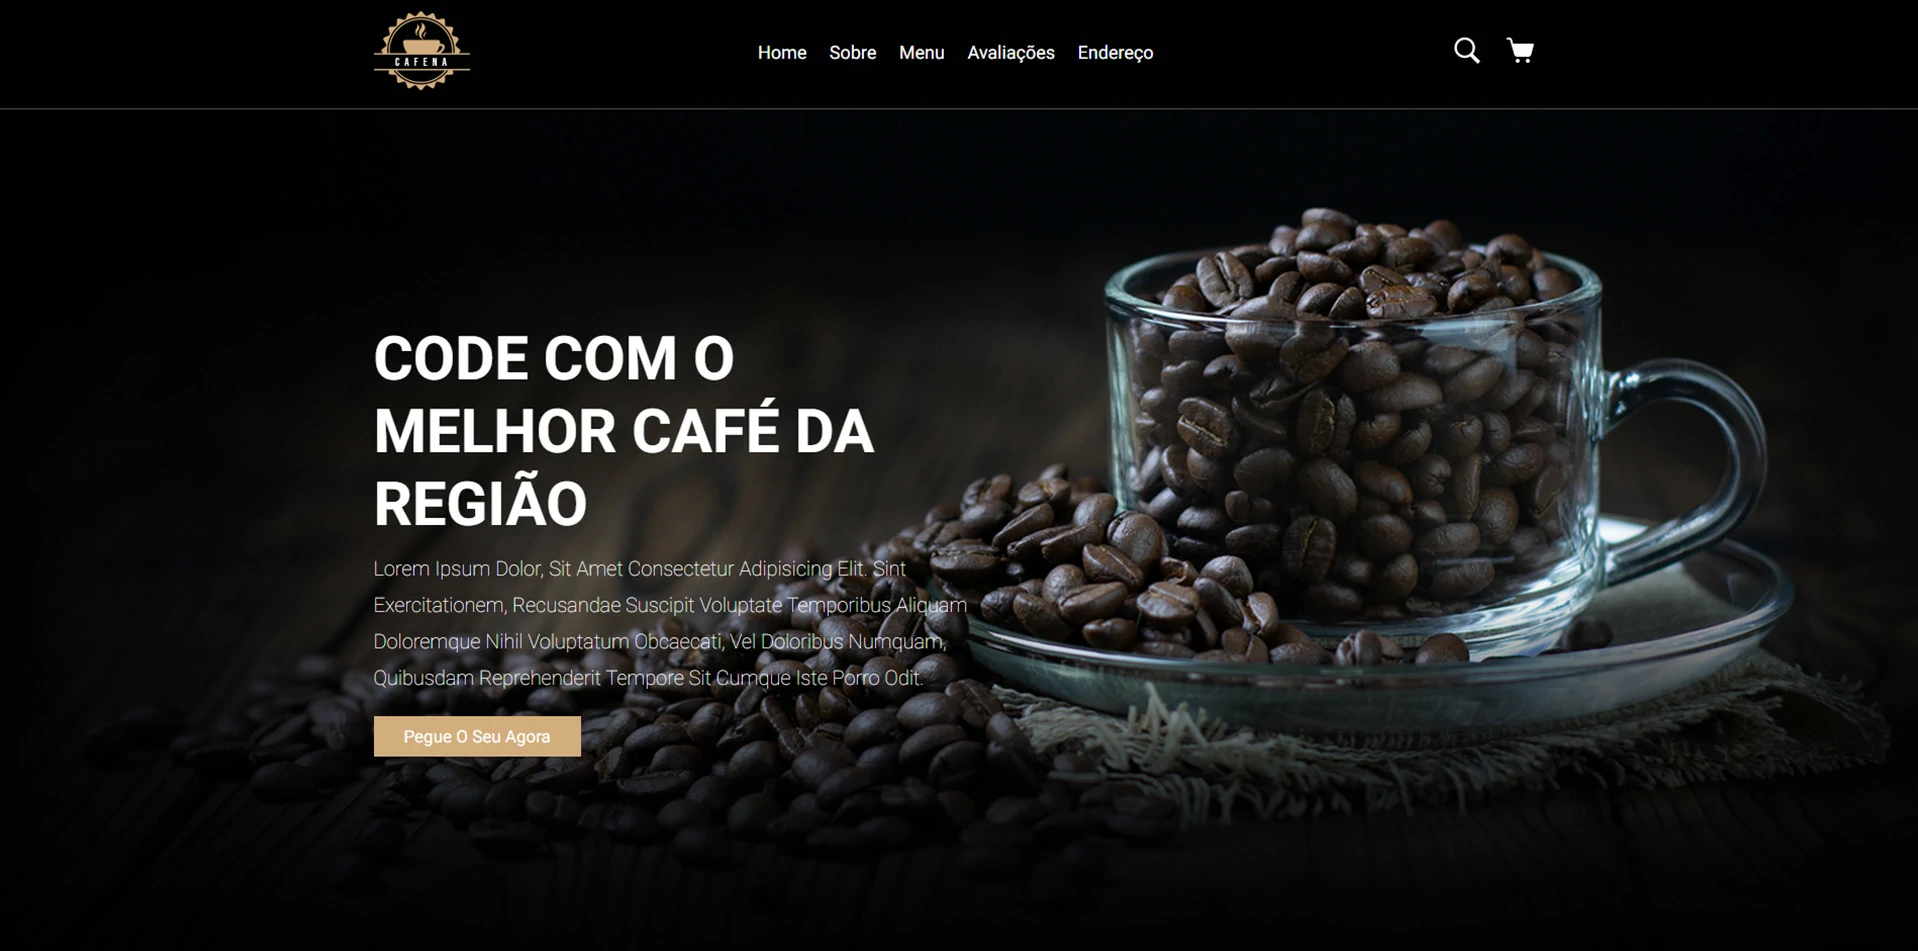 CAFENA
Home Sobre Menu Avaliações Endereço
CODE COM O
MELHOR CAFÉ DA
REGIÃO
Lorem Ipsum Dolor, Sit Amet Consectetur Adipisicing Elit. Sint
Exercitationem, Recusandae Suscipit Voluptate Temporibus Aliquam
Doloremque Nihil Voluptatum Obcaecati, Vel Doloribus Numquam,
Quibusdam Reprehenderit Tempore Sit Cumque Iste Porro Odit.
Pegue O Seu Agora